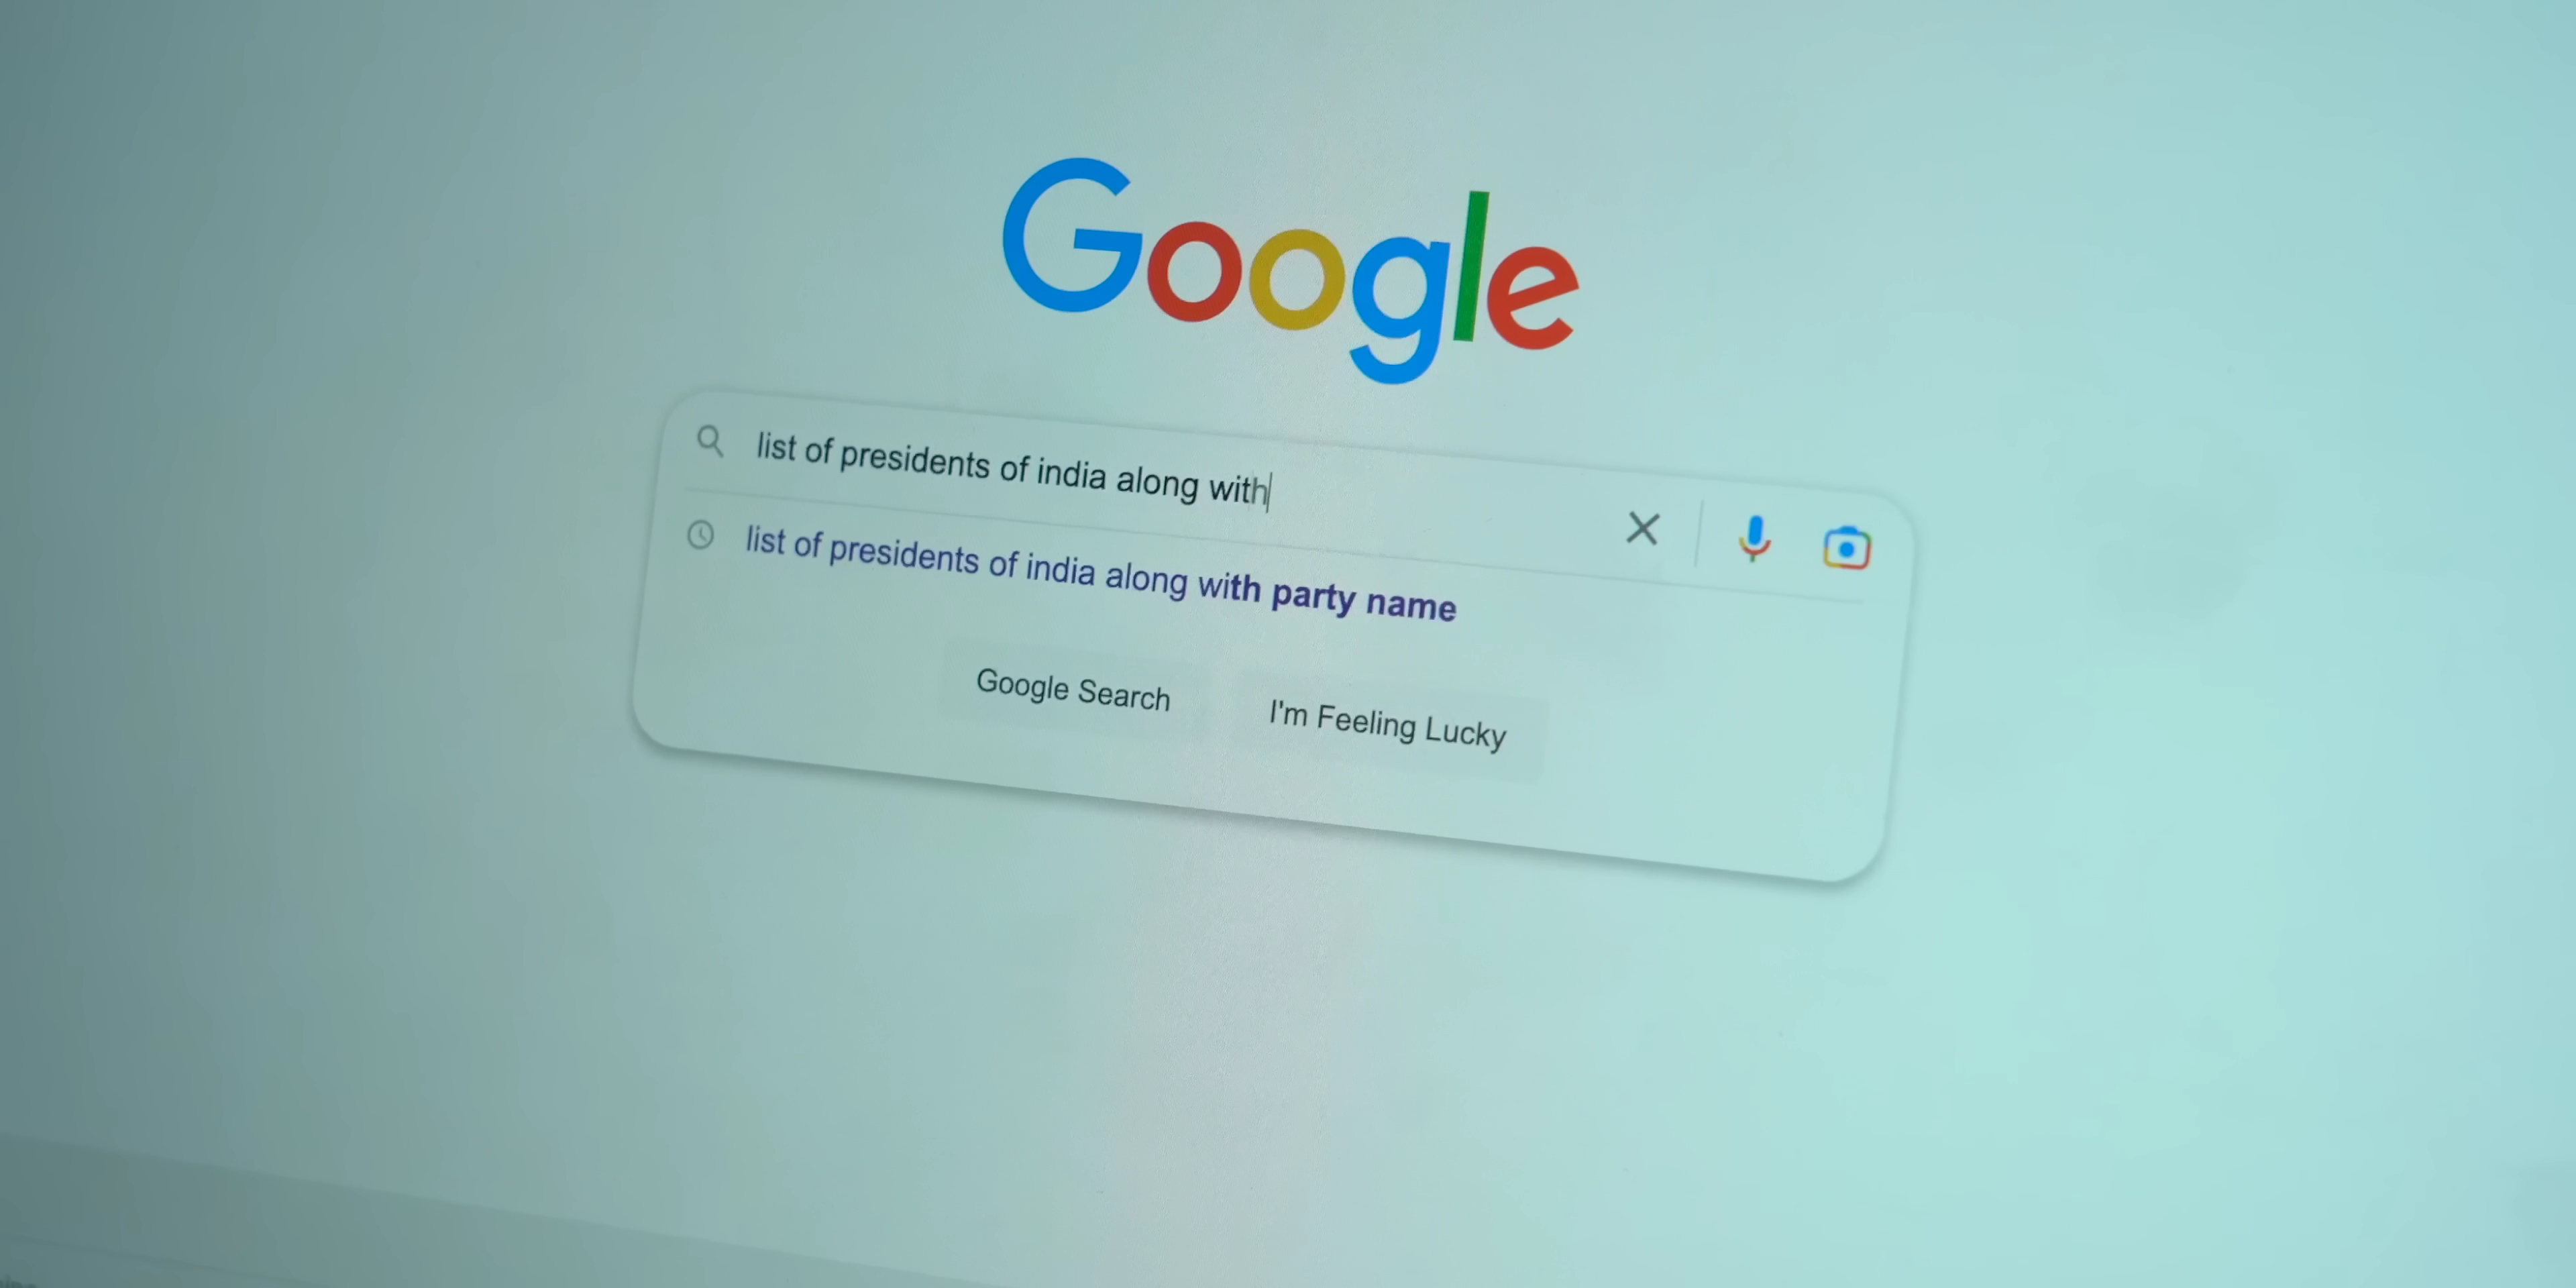 Google
list of presidents of india along with
list of presidents of india along with party name
Google Search
I'm Feeling Lucky